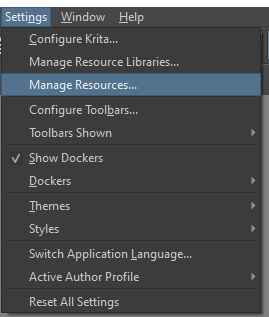 Settings Window Help
Configure Krita...
Manage Resource Libraries...
Manage Resources...
Configure Toolbars...
Toolbars Shown
Show Dockers
Dockers
Themes
Styles
Switch Application Language...
Active Author Profile
Reset All Settings